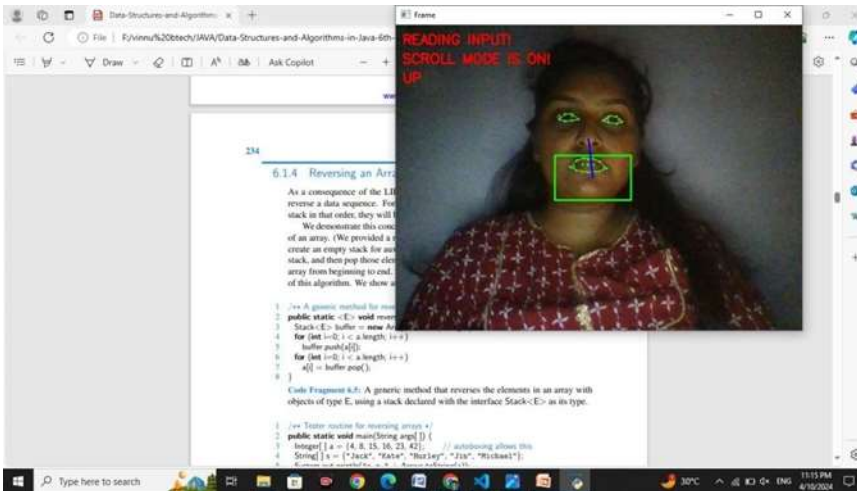 Data-Structures-and-Algorithms
File
F:/vinnu%20btech/JAVA/Data-Structures-and-Algorithms-in-Java-6th-
Draw
Ask Copilot
Frame
READING INPUT!
SCROLL MODE IS ON!
UP
234
6.1.4 Reversing an Arra
As a consequence of the LI
reverse a data sequence. For
stack in that order, they will
We demonstrate this conc
of an array. (We provided a
create an empty stack for aux
stack, and then pop those ele
array from beginning to end.
of this algorithm. We show a
1 /** A generic method for reve
2 public static <E> void revers
3 Stack<E> buffer = new Arr
4 for (int i=0; i < a.length; i++)
5 buffer.push(a[i]);
6 for (int i=0; i < a.length; i++)
7 a[i] = buffer.pop();
8 }
Code Fragment 6.5: A generic method that reverses the elements in an array with
objects of type E, using a stack declared with the interface Stack<E> as its type.
1 /** Tester routine for reversing arrays */
2 public static void main(String args[ ]) {
3 Integer[ ] a = {4, 8, 15, 16, 23, 42}; // autoboxing allows this
4 String[ ] s = {"Jack", "Kate", "Hurley", "Jin", "Michael"};
Type here to search
30°C
ENG
11:15 PM
4/10/2024